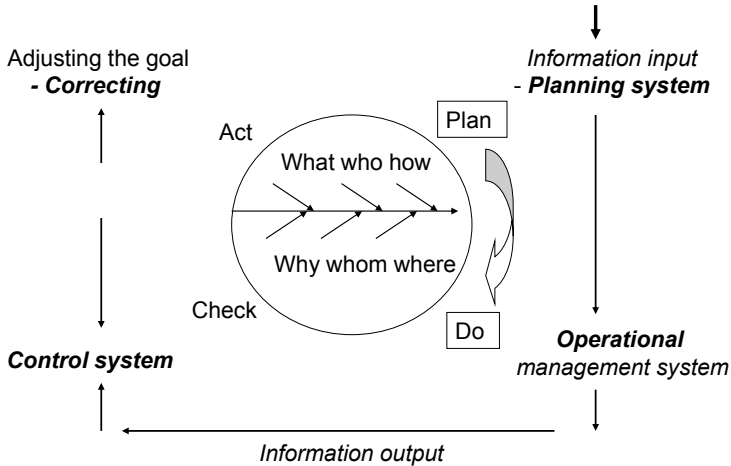 Adjusting the goal
- Correcting
Information input
- Planning system
Act
Plan
What who how
Why whom where
Check
Do
Control system
Operational
management system
Information output